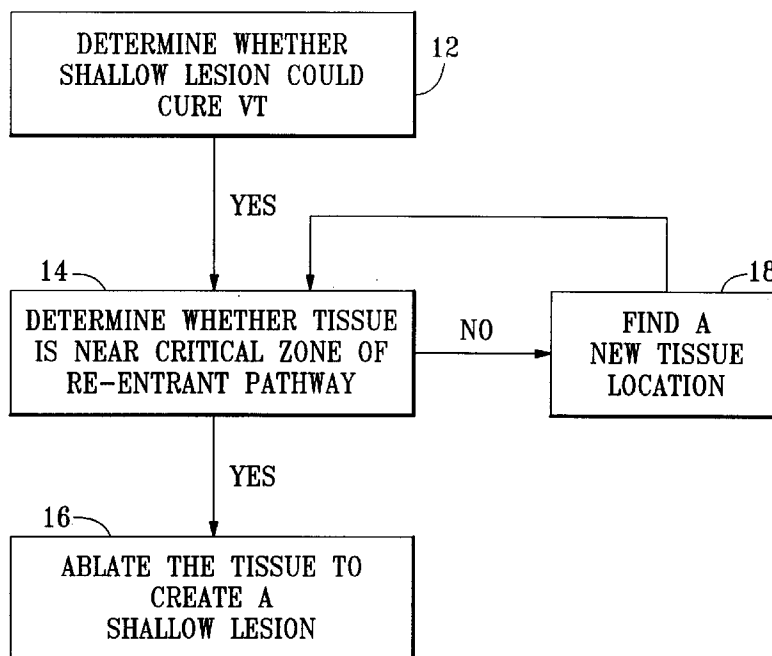 DETERMINE WHETHER
SHALLOW LESION COULD
CURE VT
12
YES
14
DETERMINE WHETHER TISSUE
IS NEAR CRITICAL ZONE OF
RE-ENTRANT PATHWAY
NO
18
FIND A
NEW TISSUE
LOCATION
YES
16
ABLATE THE TISSUE TO
CREATE A
SHALLOW LESION